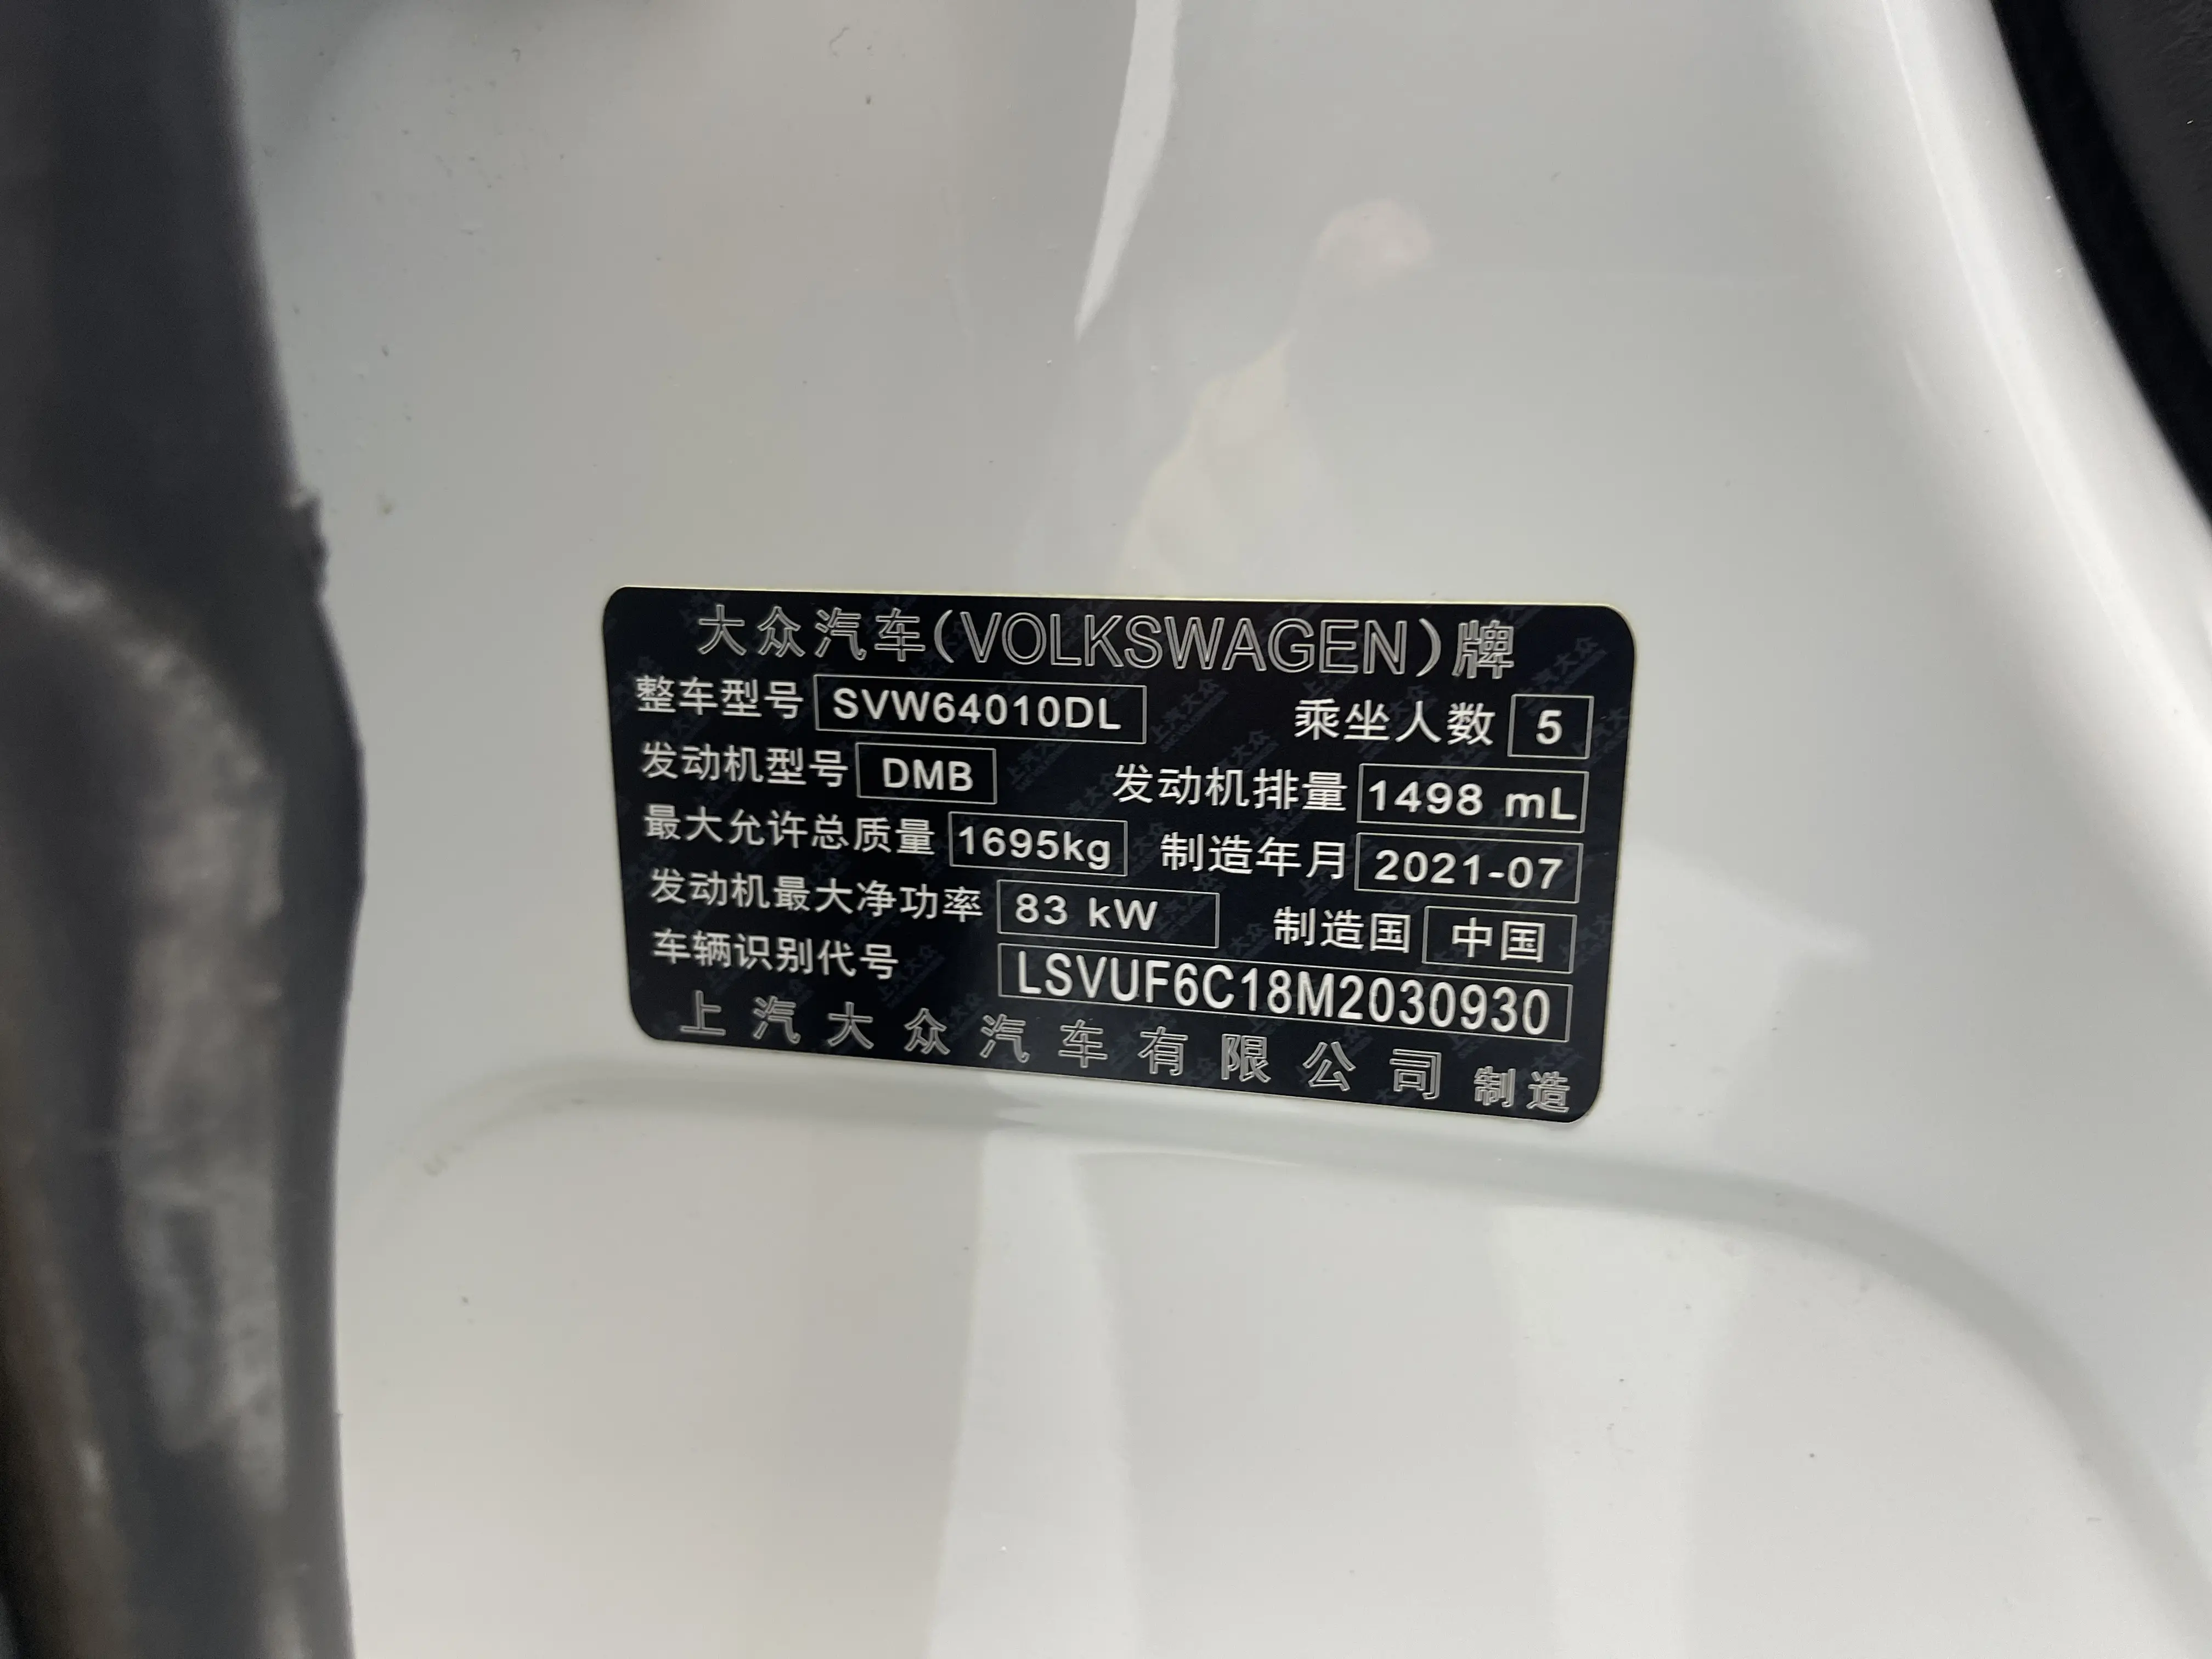 大众汽车(VOLKSWAGEN)牌
整车型号 SVW64010DL 乘坐人数 5
发动机型号 DMB 发动机排量 1498 mL
最大允许总质量 1695kg 制造年月 2021-07
发动机最大净功率 83 kW 制造国 中国
车辆识别代号 LSVUF6C18M2030930
上汽大众汽车有限公司 制造